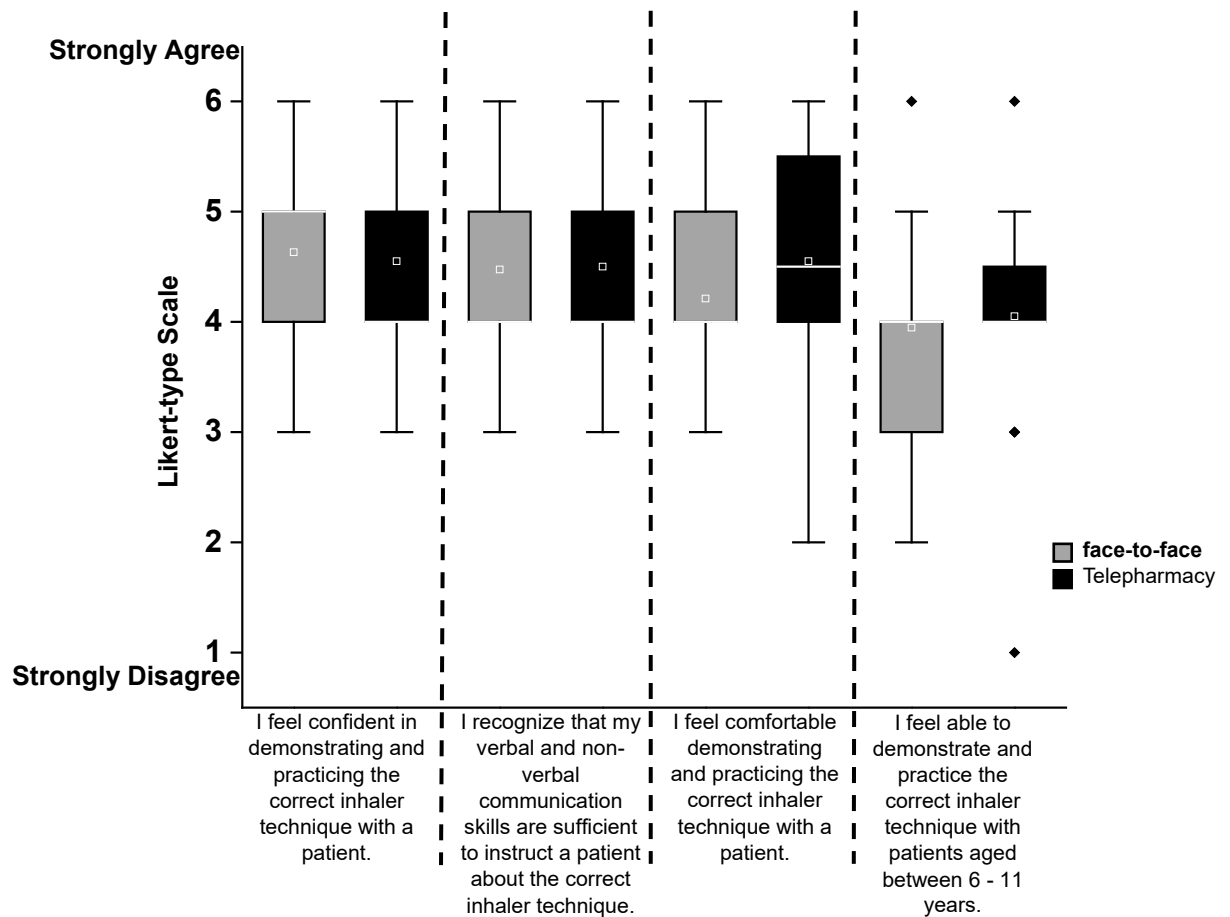 Strongly Agree
6
5
4
3
2
1
Strongly Disagree
Likert-type Scale
face-to-face
Telepharmacy
I feel confident in
demonstrating and
practicing the
correct inhaler
technique with a
patient.
I recognize that my
verbal and non-
verbal
communication
skills are sufficient
to instruct a patient
about the correct
inhaler technique.
I feel comfortable
demonstrating
and practicing the
correct inhaler
technique with a
patient.
I feel able to
demonstrate and
practice the
correct inhaler
technique with
patients aged
between 6 - 11
years.